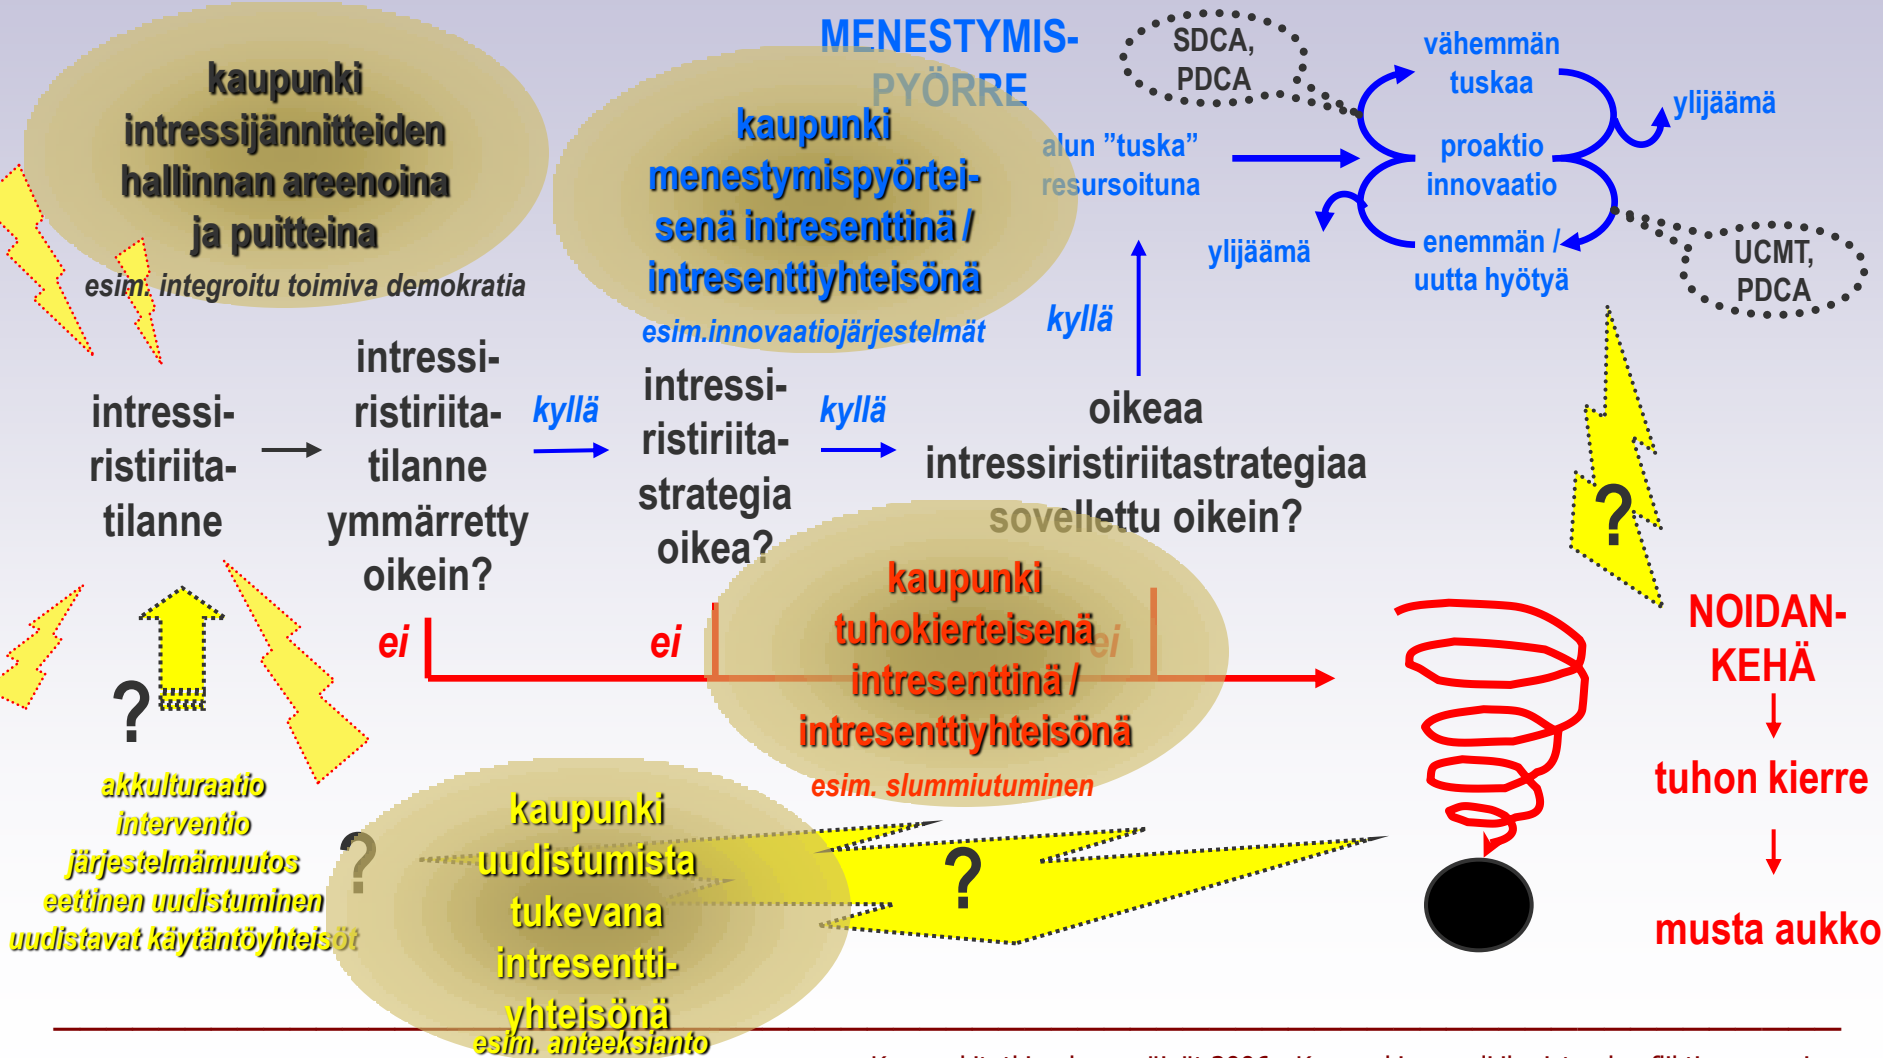 MENESTYMIS-
PYÖRRE
kaupunki
intressijännitteiden
hallinnan areenoina
ja puitteina
esim. integroitu toimiva demokratia
kaupunki
menestymispyörtei-
senä intresenttinä /
intresenttiyhteisönä
esim.innovaatiojärjestelmät
SDCA,
PDCA
vähemmän
tuskaa
ylijäämä
alun ”tuska”
resursoituna
proaktio
innovaatio
ylijäämä
enemmän /
uutta hyötyä
UCMT,
PDCA
kyllä
intressi-
ristiriita-
tilanne
intressi-
ristiriita-
tilanne
ymmärretty
oikein?
kyllä
intressi-
ristiriita-
strategia
oikea?
kyllä
oikeaa
intressiristiriitastrategiaa
sovellettu oikein?
?
ei
ei
ei
kaupunki
tuhokierteisenä
intresenttinä /
intresenttiyhteisönä
esim. slummiutuminen
NOIDAN-
KEHÄ
tuhon kierre
musta aukko
?
akkulturaatio
interventio
järjestelmämuutos
eettinen uudistuminen
uudistavat käytäntöyhteisöt
?
kaupunki
uudistumista
tukevana
intresentti-
yhteisönä
esim. anteeksianto
?